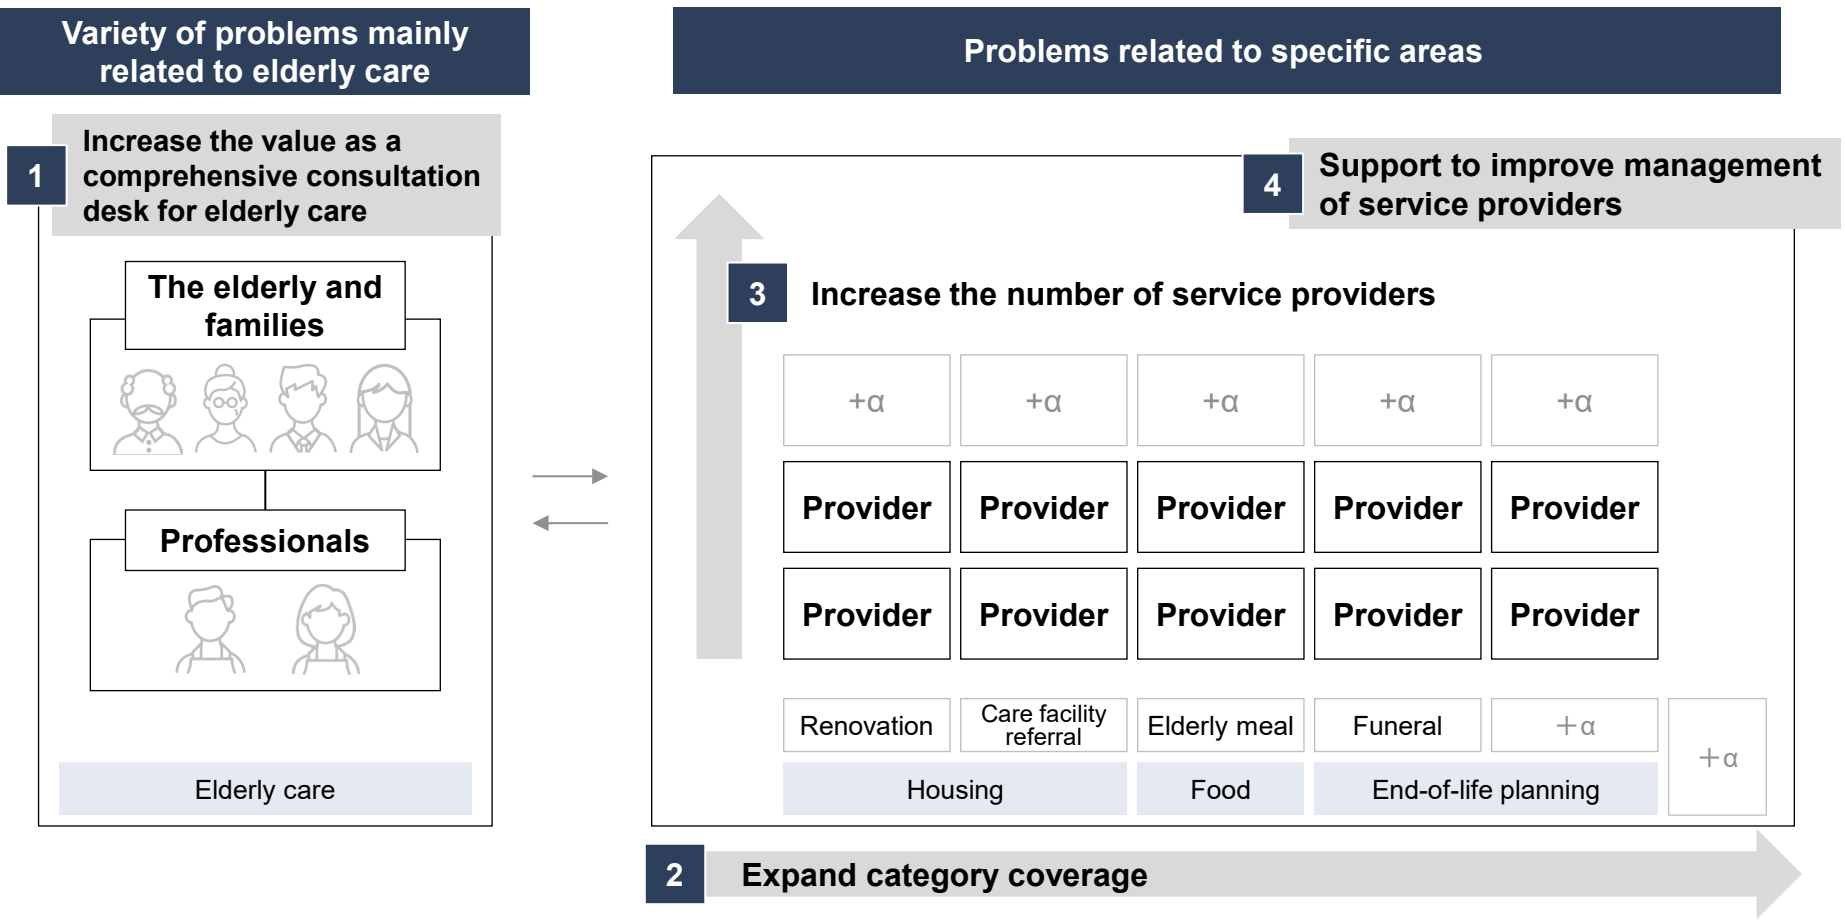 Variety of problems mainly
related to elderly care
Problems related to specific areas
1
Increase the value as a
comprehensive consultation
desk for elderly care
The elderly and
families
Professionals
Elderly care
4
Support to improve management
of service providers
3
Increase the number of service providers
+α +α +α +α +α
Provider Provider Provider Provider Provider
Provider Provider Provider Provider Provider
Renovation
Care facility
referral
Elderly meal
Funeral
+α
+α
Housing
Food
End-of-life planning
2
Expand category coverage